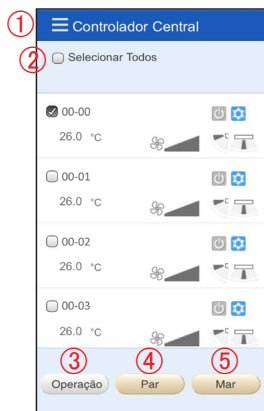 ① Controlador Central
② Selecionar Todos
00-00
26.0 °C
00-01
26.0 °C
00-02
26.0 °C
00-03
26.0 °C
③ ④ ⑤
Operação Par Mar